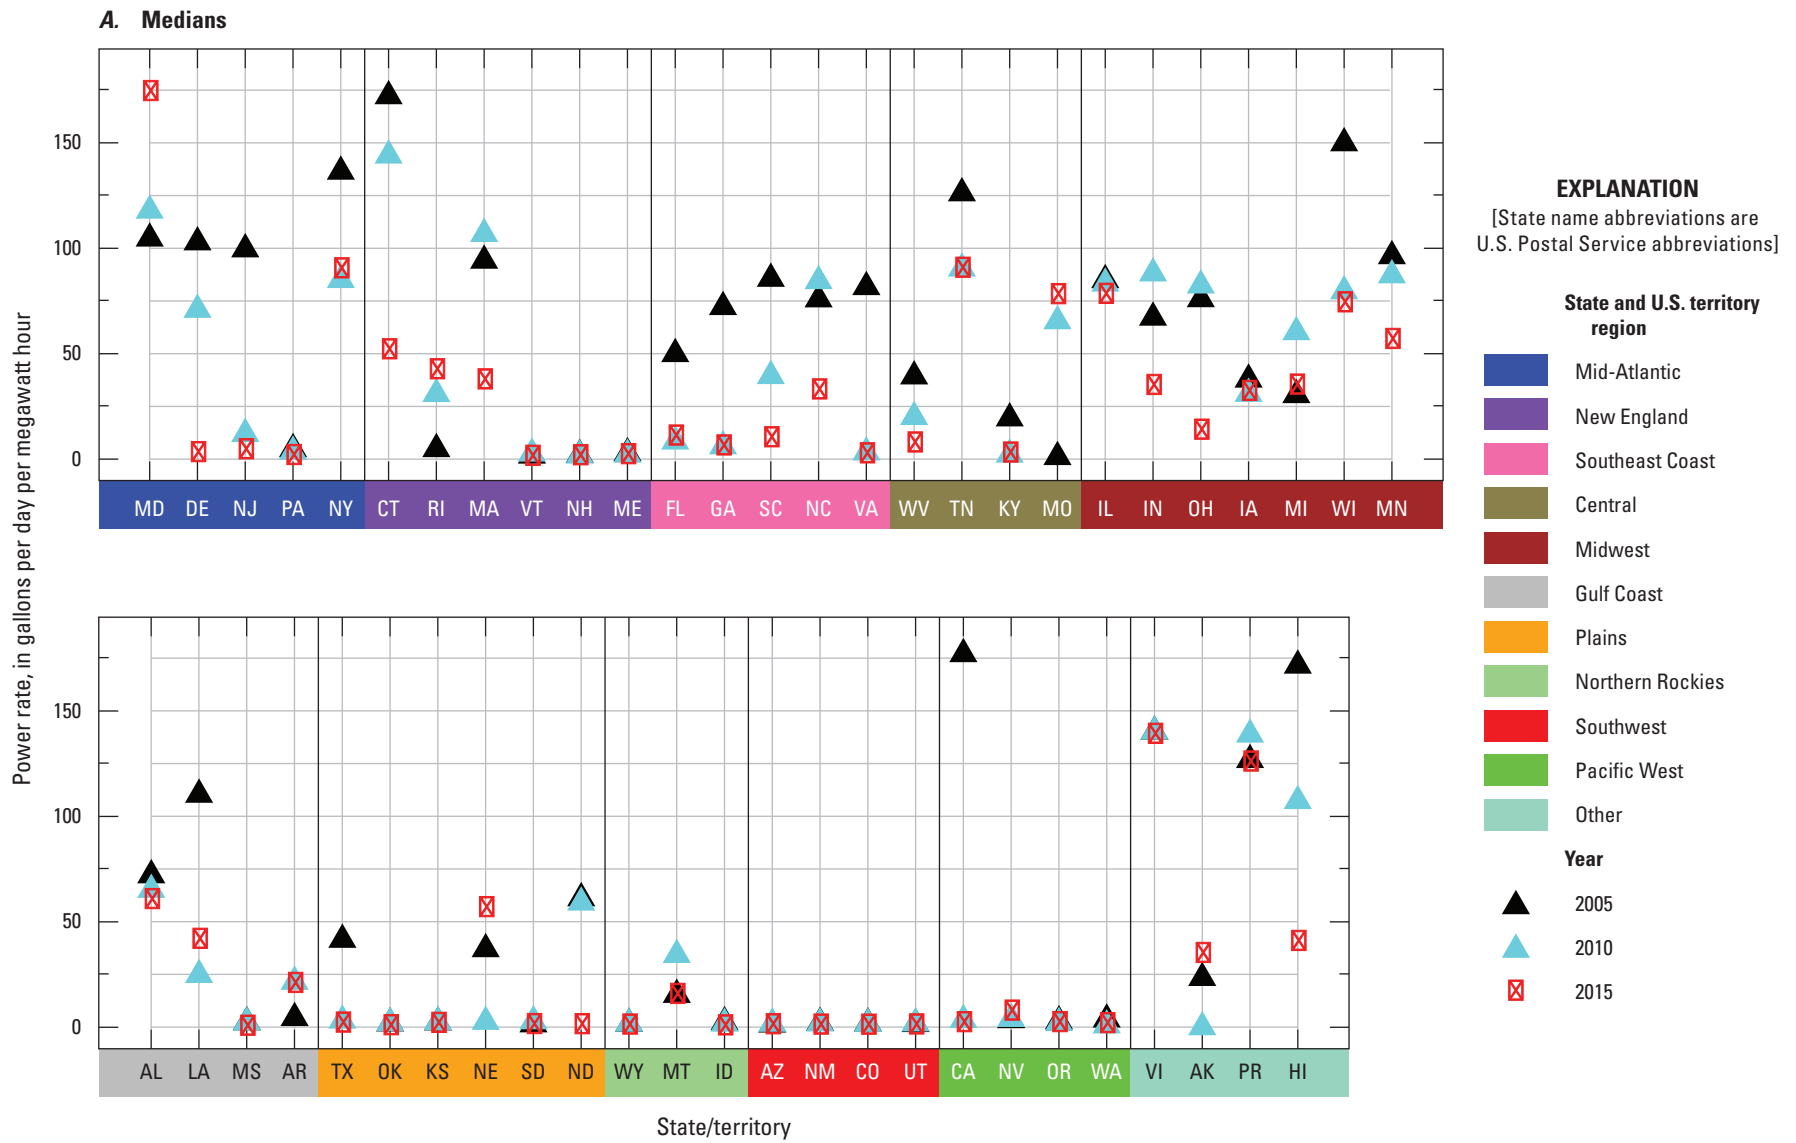 A. Medians
150
100
50
0
MD DE NJ PA NY CT RI MA VT NH ME FL GA SC NC VA WV TN KY MO IL IN OH IA MI WI MN
Power rate, in gallons per day per megawatt hour
150
100
50
0
AL LA MS AR TX OK KS NE SD ND WY MT ID AZ NM CO UT CA NV OR WA VI AK PR HI
State/territory
EXPLANATION
[State name abbreviations are
U.S. Postal Service abbreviations]
State and U.S. territory
region
Mid-Atlantic
New England
Southeast Coast
Central
Midwest
Gulf Coast
Plains
Northern Rockies
Southwest
Pacific West
Other
Year
2005
2010
2015